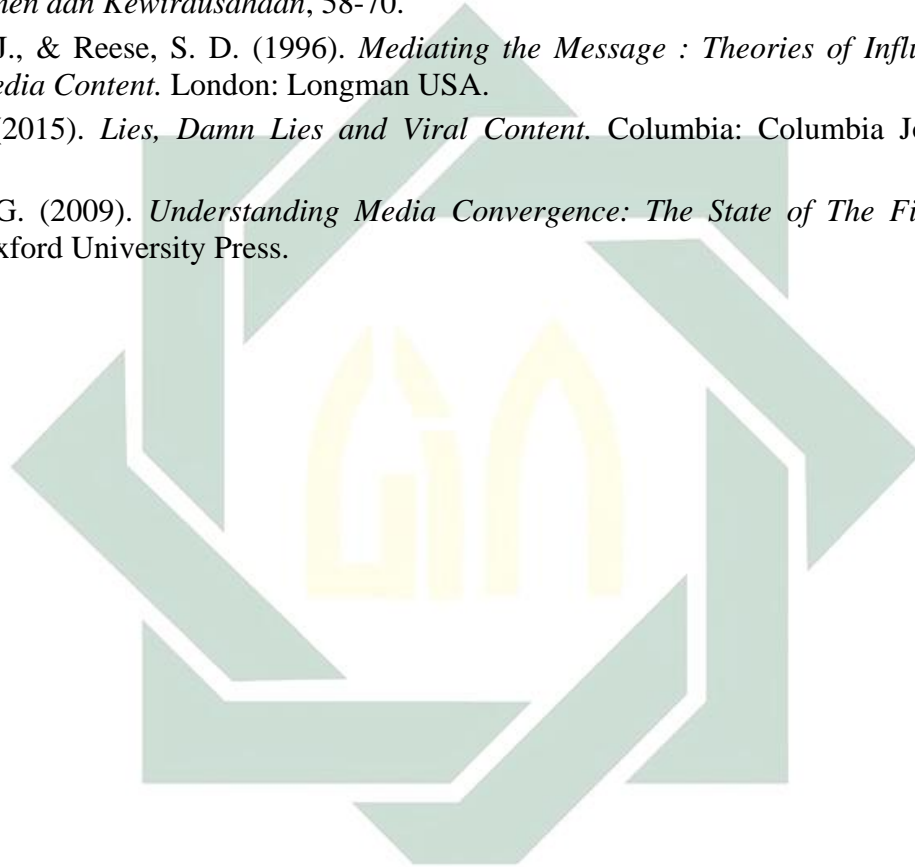 men dan Kewirausahaan, 58-70.
J., & Reese, S. D. (1996). Mediating the Message : Theories of Influ
edia Content. London: Longman USA.
(2015). Lies, Damn Lies and Viral Content. Columbia: Columbia Jo
G. (2009). Understanding Media Convergence: The State of The Fi
xford University Press.